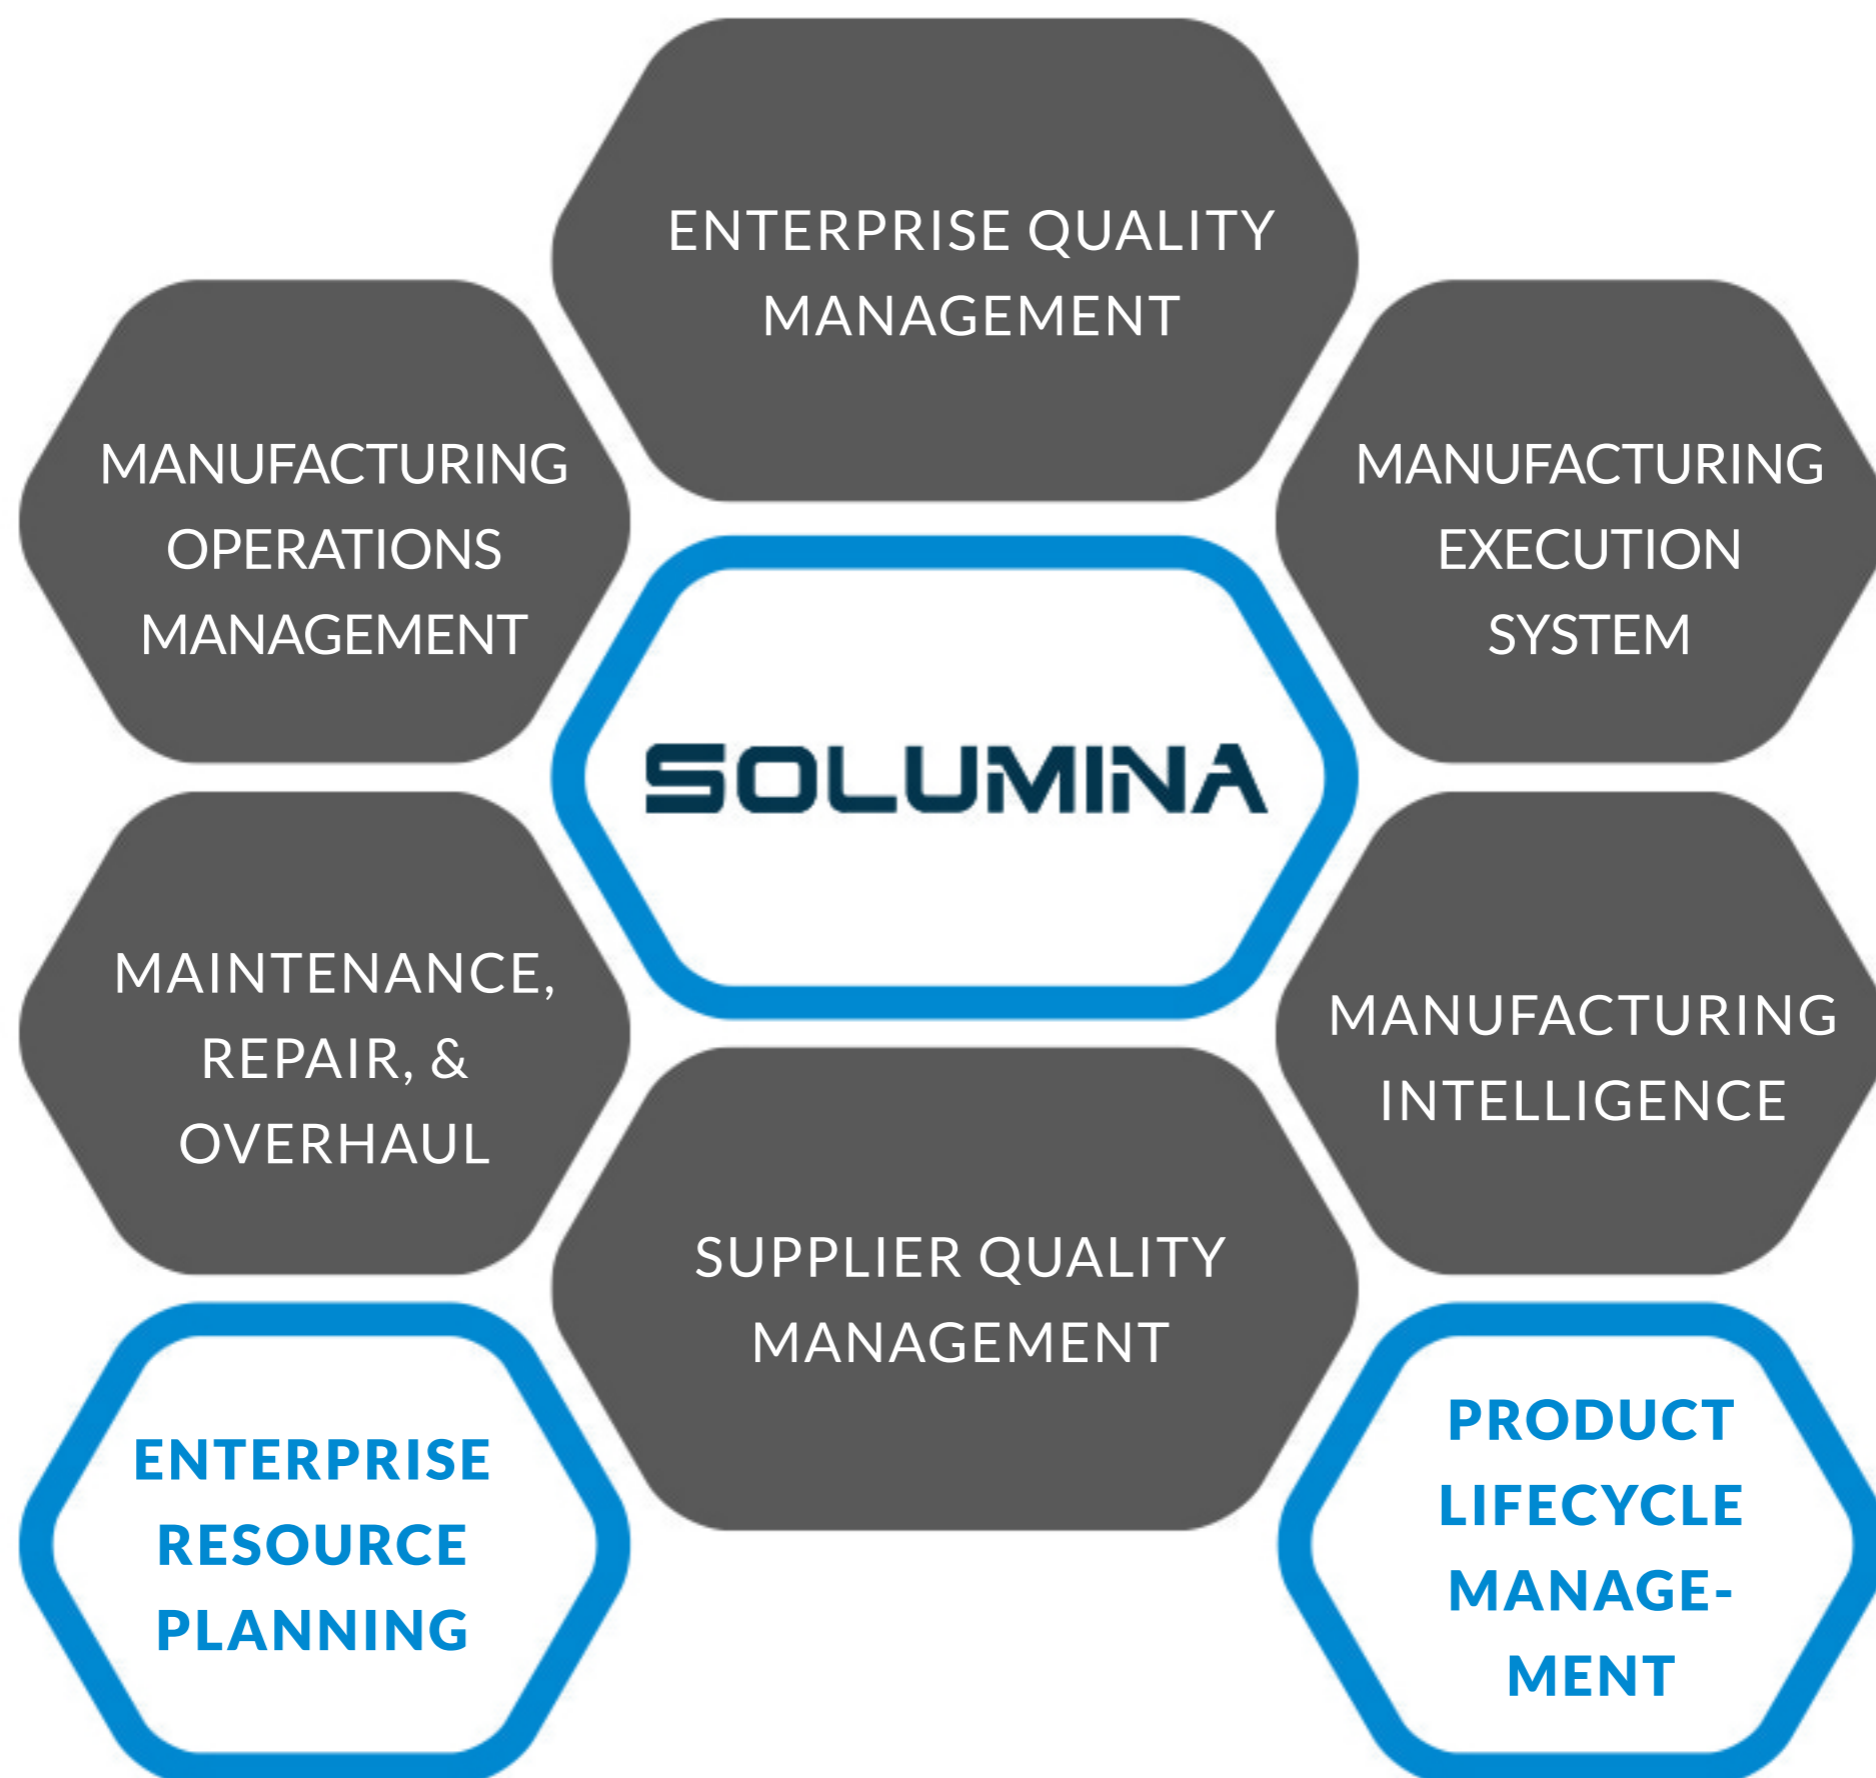 ENTERPRISE QUALITY
MANAGEMENT
MANUFACTURING
OPERATIONS
MANAGEMENT
MANUFACTURING
EXECUTION
SYSTEM
SOLUMINA
MAINTENANCE,
REPAIR, &
OVERHAUL
MANUFACTURING
INTELLIGENCE
SUPPLIER QUALITY
MANAGEMENT
ENTERPRISE
RESOURCE
PLANNING
PRODUCT
LIFECYCLE
MANAGE-
MENT